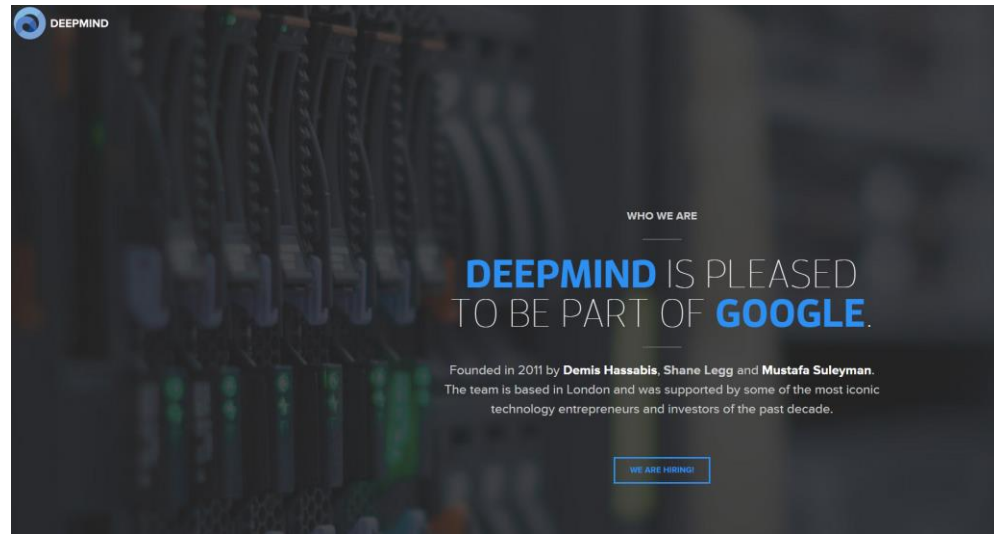 DEEPMIND
WHO WE ARE
DEEPMIND IS PLEASED
TO BE PART OF GOOGLE.
Founded in 2011 by Demis Hassabis, Shane Legg and Mustafa Suleyman.
The team is based in London and was supported by some of the most iconic
technology entrepreneurs and investors of the past decade.
WE ARE HIRING!